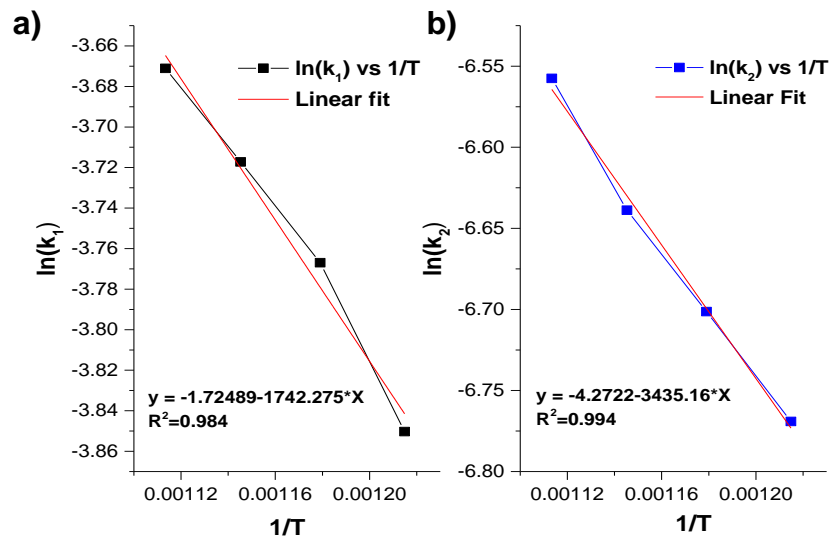 a)
ln(k₁) vs 1/T
Linear fit
-3.66
-3.68
-3.70
-3.72
-3.74
-3.76
-3.78
-3.80
-3.82
-3.84
-3.86
ln(k₁)
y = -1.72489-1742.275*X
R²=0.984
0.00112 0.00116 0.00120
1/T
b)
ln(k₂) vs 1/T
Linear Fit
-6.55
-6.60
-6.65
-6.70
-6.75
-6.80
ln(k₂)
y = -4.2722-3435.16*X
R²=0.994
0.00112 0.00116 0.00120
1/T